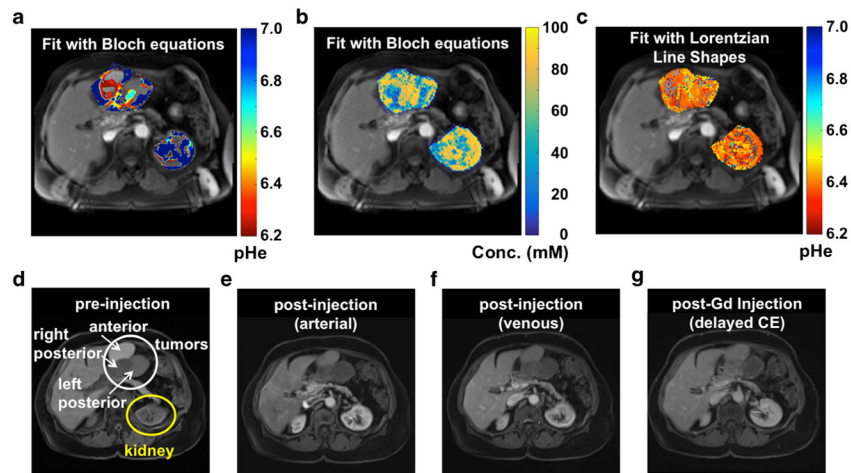 a
Fit with Bloch equations
7.0
6.8
6.6
6.4
6.2
pHe
b
Fit with Bloch equations
100
80
60
40
20
0
Conc. (mM)
c
Fit with Lorentzian
Line Shapes
7.0
6.8
6.6
6.4
6.2
pHe
d
pre-injection
anterior
right
posterior
tumors
left
posterior
kidney
e
post-injection
(arterial)
f
post-injection
(venous)
g
post-Gd Injection
(delayed CE)